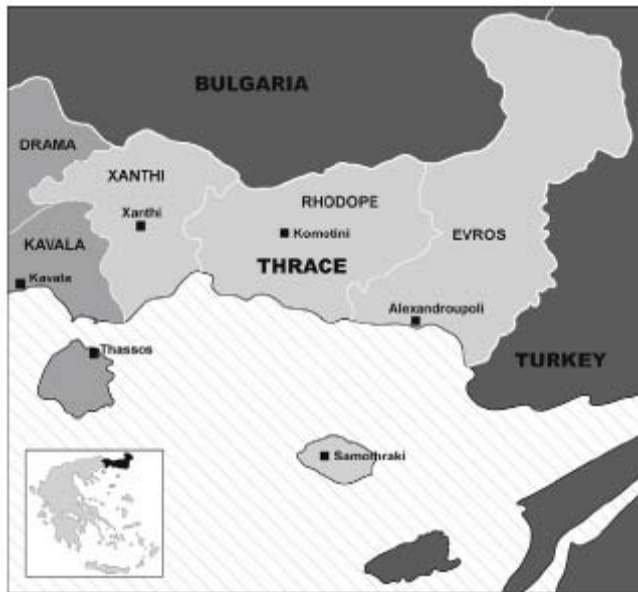 BULGARIA
DRAMA
XANTHI
Xanthi
RHODOPE
KAVALA
Komotini
EVROS
THRACE
Kavala
Alexandroupoli
Thassos
TURKEY
Samothraki